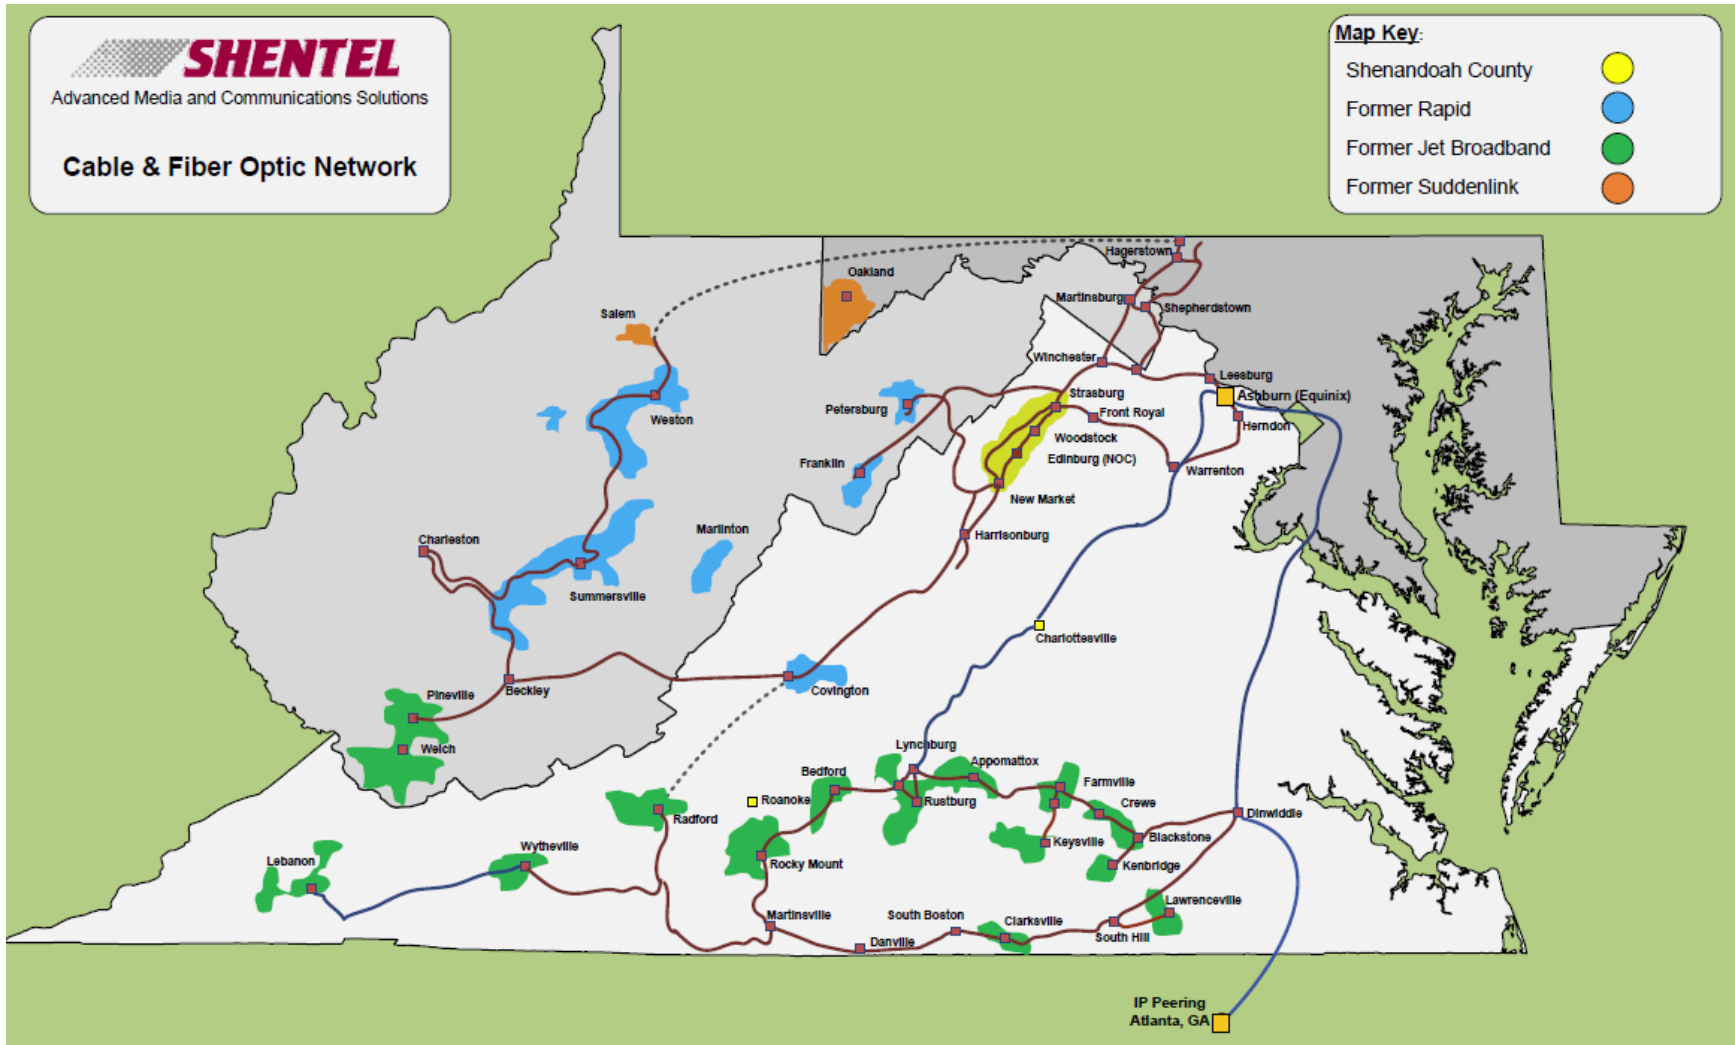 SHENTEL
Advanced Media and Communications Solutions
Cable & Fiber Optic Network
Map Key:
Shenandoah County
Former Rapid
Former Jet Broadband
Former Suddenlink
Hagerstown
Oakland
Martinsburg
Shepherdstown
Salem
Winchester
Leesburg
Strasburg
Ashburn (Equinix)
Petersburg
Front Royal
Weston
Herndon
Woodstock
Franklin
Edinburg (NOC)
Warrenton
New Market
Marlinton
Charleston
Harrisonburg
Summersville
Charlottesville
Pineville
Beckley
Covington
Welch
Lynchburg
Appomattox
Bedford
Farmville
Roanoke
Rustburg
Crewe
Radford
Dinwiddie
Keysville
Blackstone
Wytheville
Lebanon
Rocky Mount
Kenbridge
Lawrenceville
Martinsville
South Boston
Clarksville
Danville
South Hill
IP Peering
Atlanta, GA